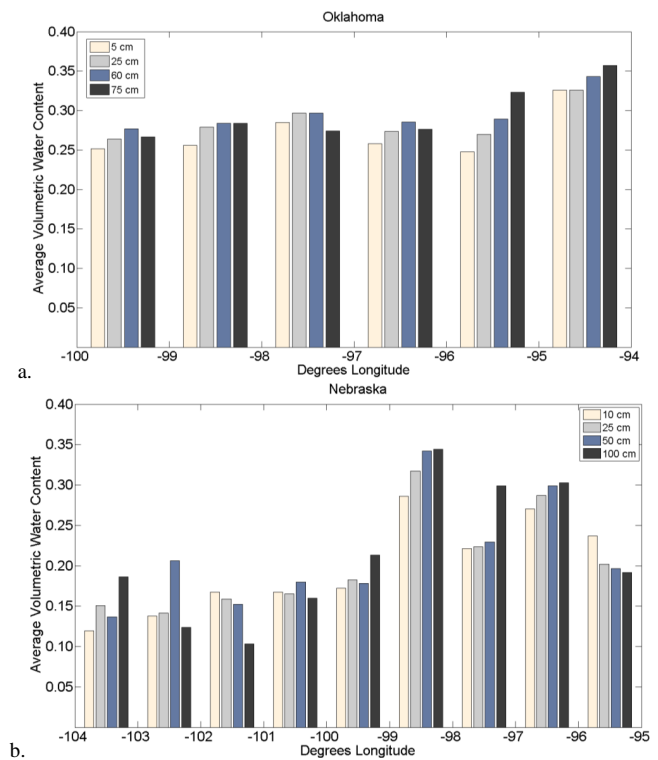 Oklahoma
0.40
0.35
0.30
0.25
0.20
0.15
0.10
0.05
Average Volumetric Water Content
5 cm
25 cm
60 cm
75 cm
-100 -99 -98 -97 -96 -95 -94
Degrees Longitude
a.
Nebraska
0.40
0.35
0.30
0.25
0.20
0.15
0.10
0.05
Average Volumetric Water Content
10 cm
25 cm
50 cm
100 cm
-104 -103 -102 -101 -100 -99 -98 -97 -96 -95
Degrees Longitude
b.